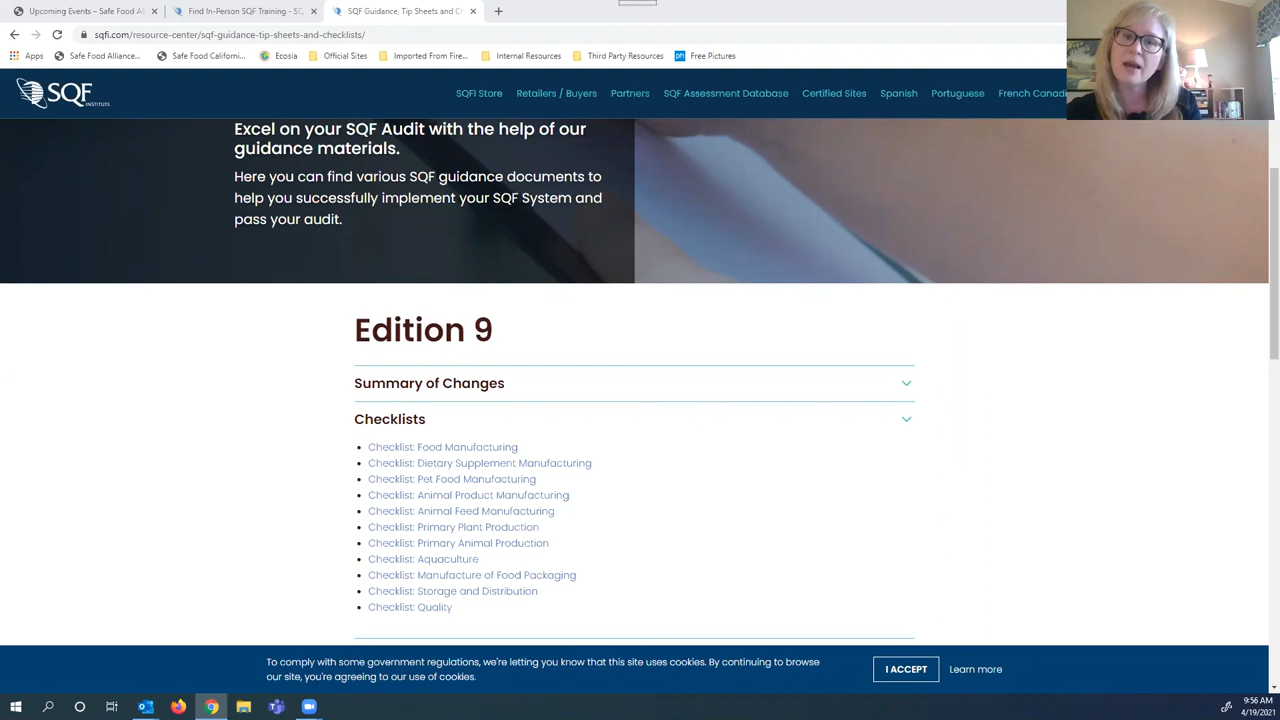 Upcoming Events – Safe Food Al
Find In-Person SQF Training - SQ
SQF Guidance, Tip Sheets and Ch
sqfi.com/resource-center/sqf-guidance-tip-sheets-and-checklists/
Apps
Safe Food Alliance...
Safe Food Californi...
Ecosia
Official Sites
Imported From Fire...
Internal Resources
Third Party Resources
ph
Free Pictures
SQF
INSTITUTE
SQFI Store
Retailers / Buyers
Partners
SQF Assessment Database
Certified Sites
Spanish
Portuguese
French Canadi
Excel on your SQF Audit with the help of our
guidance materials.
Here you can find various SQF guidance documents to
help you successfully implement your SQF System and
pass your audit.
Edition 9
Summary of Changes
Checklists
• Checklist: Food Manufacturing
• Checklist: Dietary Supplement Manufacturing
• Checklist: Pet Food Manufacturing
• Checklist: Animal Product Manufacturing
• Checklist: Animal Feed Manufacturing
• Checklist: Primary Plant Production
• Checklist: Primary Animal Production
• Checklist: Aquaculture
• Checklist: Manufacture of Food Packaging
• Checklist: Storage and Distribution
• Checklist: Quality
To comply with some government regulations, we're letting you know that this site uses cookies. By continuing to browse
our site, you're agreeing to our use of cookies.
I ACCEPT
Learn more
9:56 AM
4/19/2021